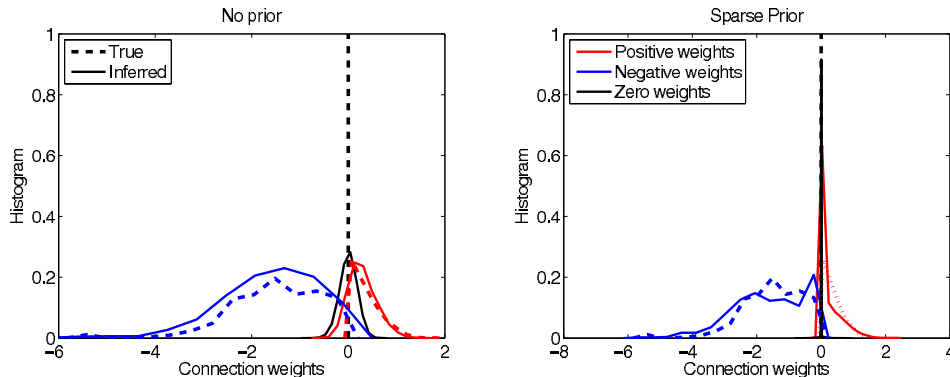 No prior
1
0.8
0.6
0.4
0.2
0
Histogram
True
Inferred
−6
−4
−2
0
2
Connection weights
Sparse Prior
1
0.8
0.6
0.4
0.2
0
Histogram
Positive weights
Negative weights
Zero weights
−8
−6
−4
−2
0
2
4
Connection weights